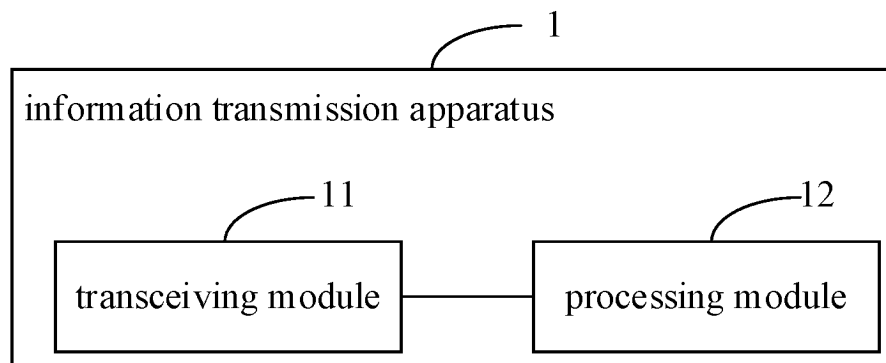 1
information transmission apparatus
11 12
transceiving module processing module